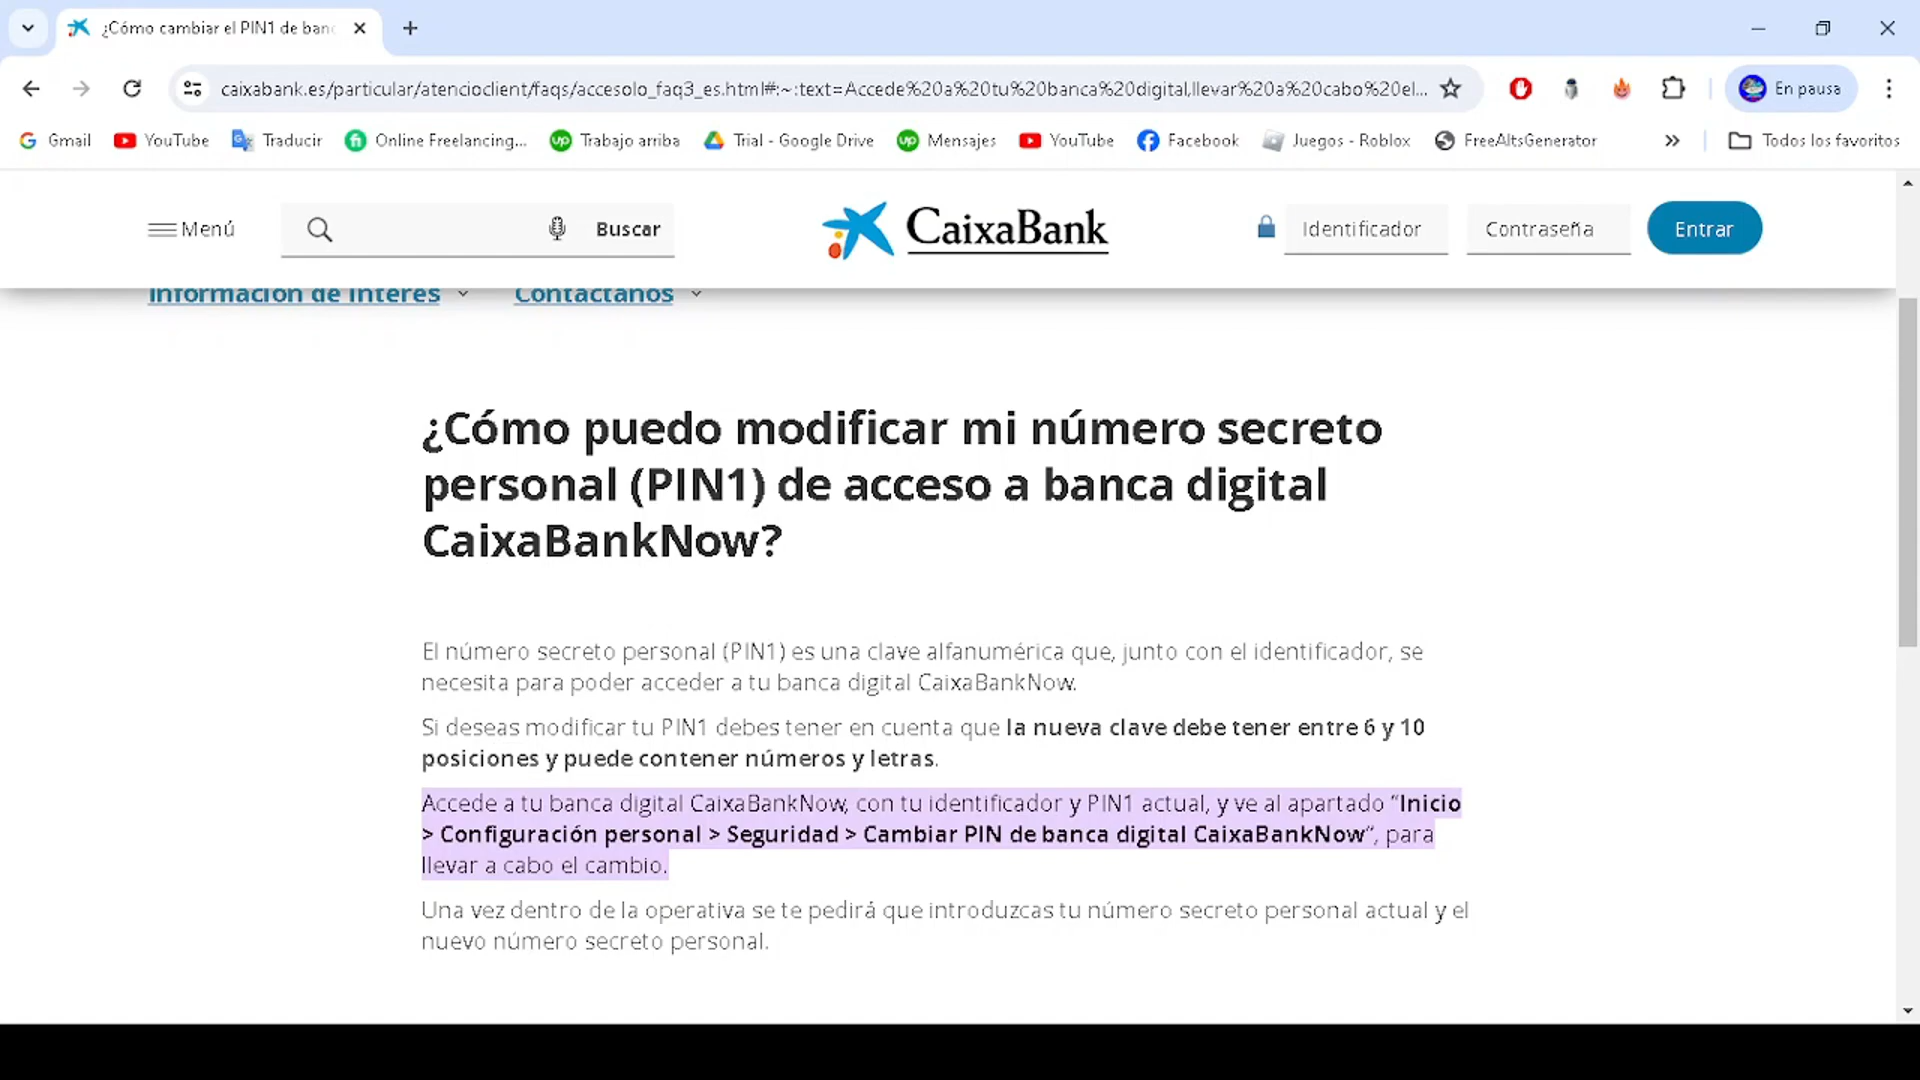 ¿Cómo cambiar el PIN1 de banc
caixabank.es/particular/atencioclient/faqs/accesolo_faq3_es.html#:~:text=Accede%20a%20tu%20banca%20digital,llevar%20a%20cabo%20el...
En pausa
Gmail
YouTube
Traducir
Online Freelancing...
Trabajo arriba
Trial - Google Drive
Mensajes
YouTube
Facebook
Juegos - Roblox
FreeAltsGenerator
Todos los favoritos
Menú
Buscar
CaixaBank
Identificador
Contraseña
Entrar
Información de interés
Contáctanos
¿Cómo puedo modificar mi número secreto
personal (PIN1) de acceso a banca digital
CaixaBankNow?
El número secreto personal (PIN1) es una clave alfanumérica que, junto con el identificador, se
necesita para poder acceder a tu banca digital CaixaBankNow.
Si deseas modificar tu PIN1 debes tener en cuenta que la nueva clave debe tener entre 6 y 10
posiciones y puede contener números y letras.
Accede a tu banca digital CaixaBankNow, con tu identificador y PIN1 actual, y ve al apartado “Inicio
> Configuración personal > Seguridad > Cambiar PIN de banca digital CaixaBankNow”, para
llevar a cabo el cambio.
Una vez dentro de la operativa se te pedirá que introduzcas tu número secreto personal actual y el
nuevo número secreto personal.